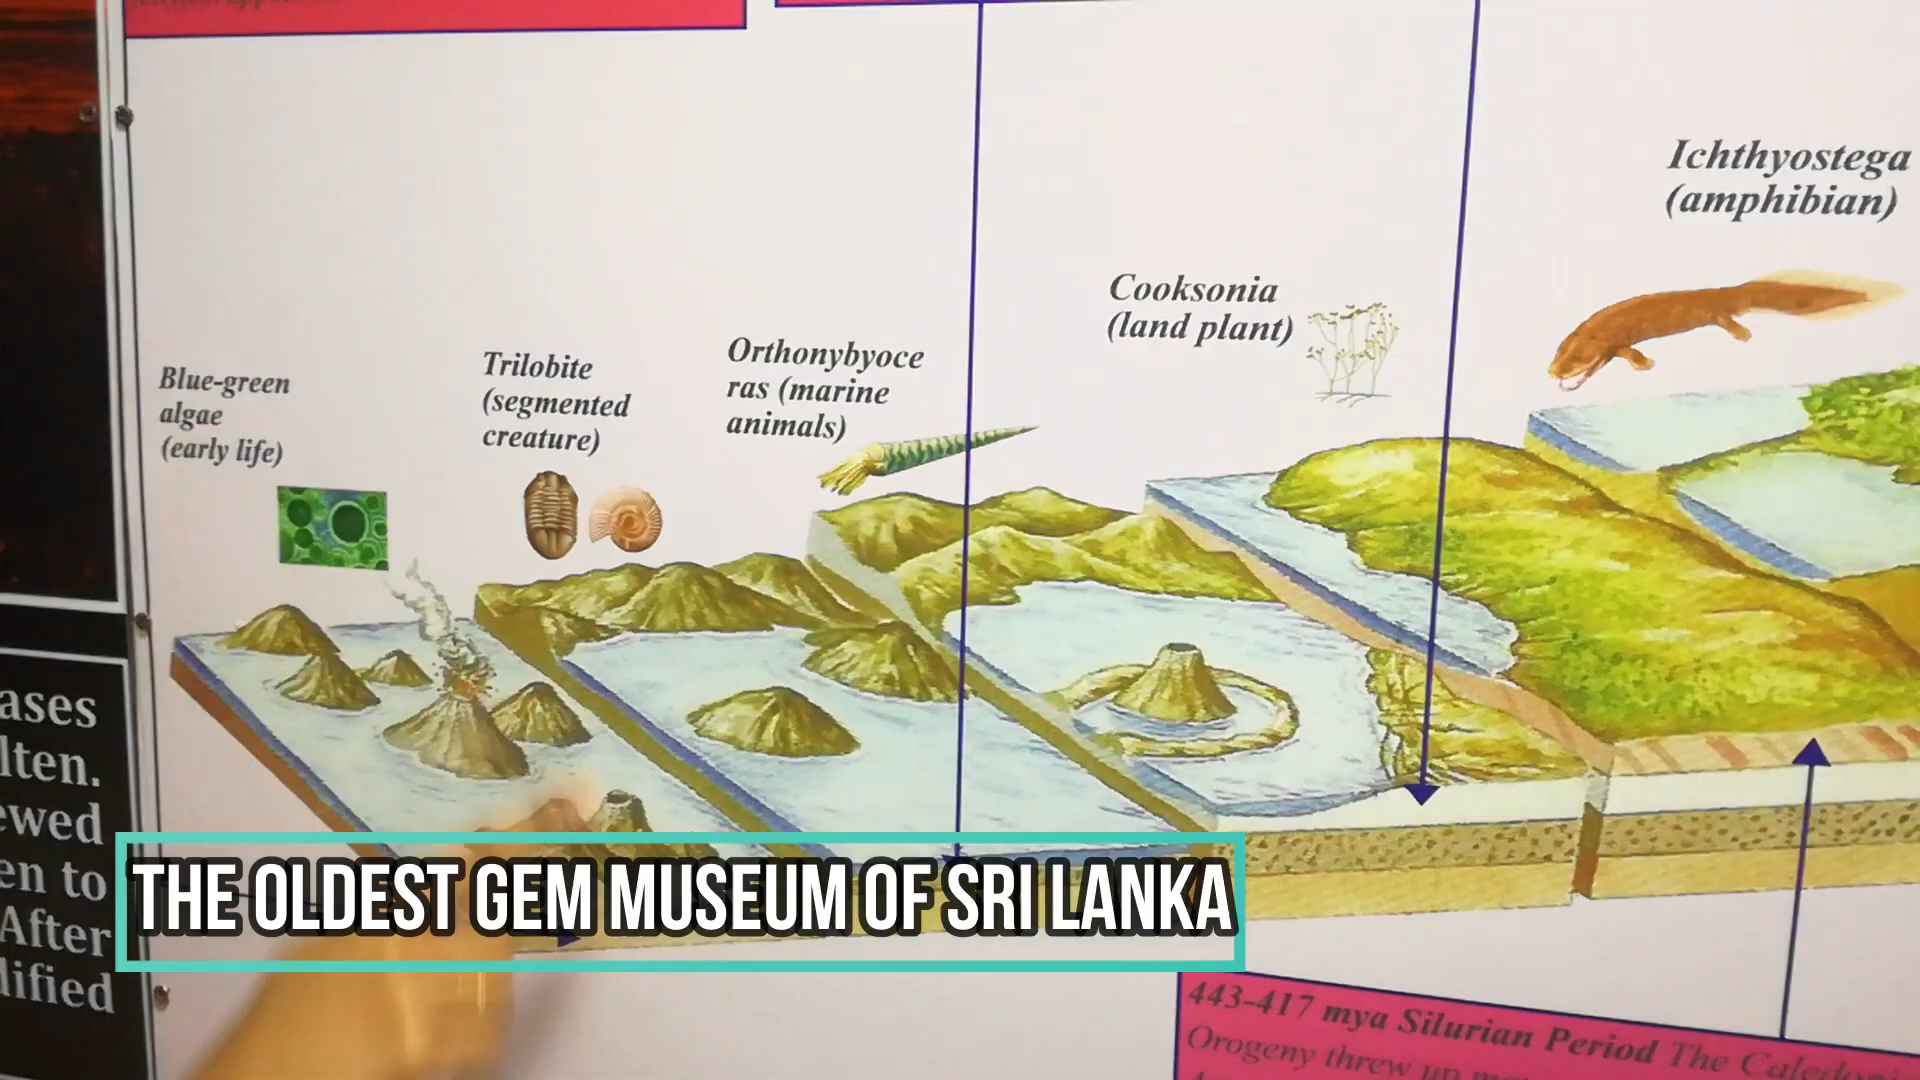 Ichthyostega
(amphibian)
Cooksonia
(land plant)
Orthonybyoce
ras (marine
animals)
Trilobite
(segmented
creature)
Blue-green
algae
(early life)
ases
lten.
ewed
en to
After
lified
THE OLDEST GEM MUSEUM OF SRI LANKA
443-417 mya Silurian Period The Caledoni
Orogeny threw up